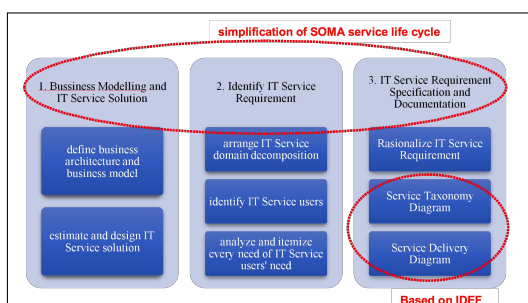 simplification of SOMA service life cycle
1. Bussiness Modelling and
IT Service Solution
define business
architecture and
business model
estimate and design IT
Service solution
2. Identify IT Service
Requirement
arrange IT Service
domain decomposition
identify IT Service users
analyze and itemize
every need of IT Service
users' need
3. IT Service Requirement
Specification and
Documentation
Rasionalize IT Service
Requirement
Service Taxonomy
Diagram
Service Delivery
Diagram
Based on IDEF